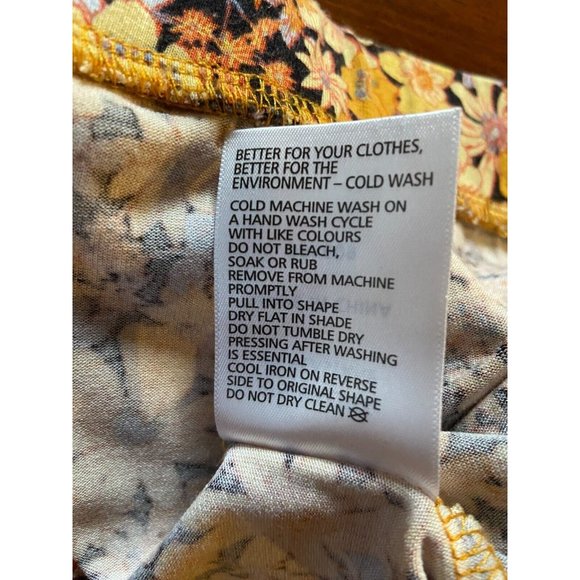 BETTER FOR YOUR CLOTHES,
BETTER FOR THE
ENVIRONMENT – COLD WASH
COLD MACHINE WASH ON
A HAND WASH CYCLE
WITH LIKE COLOURS
DO NOT BLEACH,
SOAK OR RUB
REMOVE FROM MACHINE
PROMPTLY
PULL INTO SHAPE
DRY FLAT IN SHADE
DO NOT TUMBLE DRY
PRESSING AFTER WASHING
IS ESSENTIAL
COOL IRON ON REVERSE
SIDE TO ORIGINAL SHAPE
DO NOT DRY CLEAN